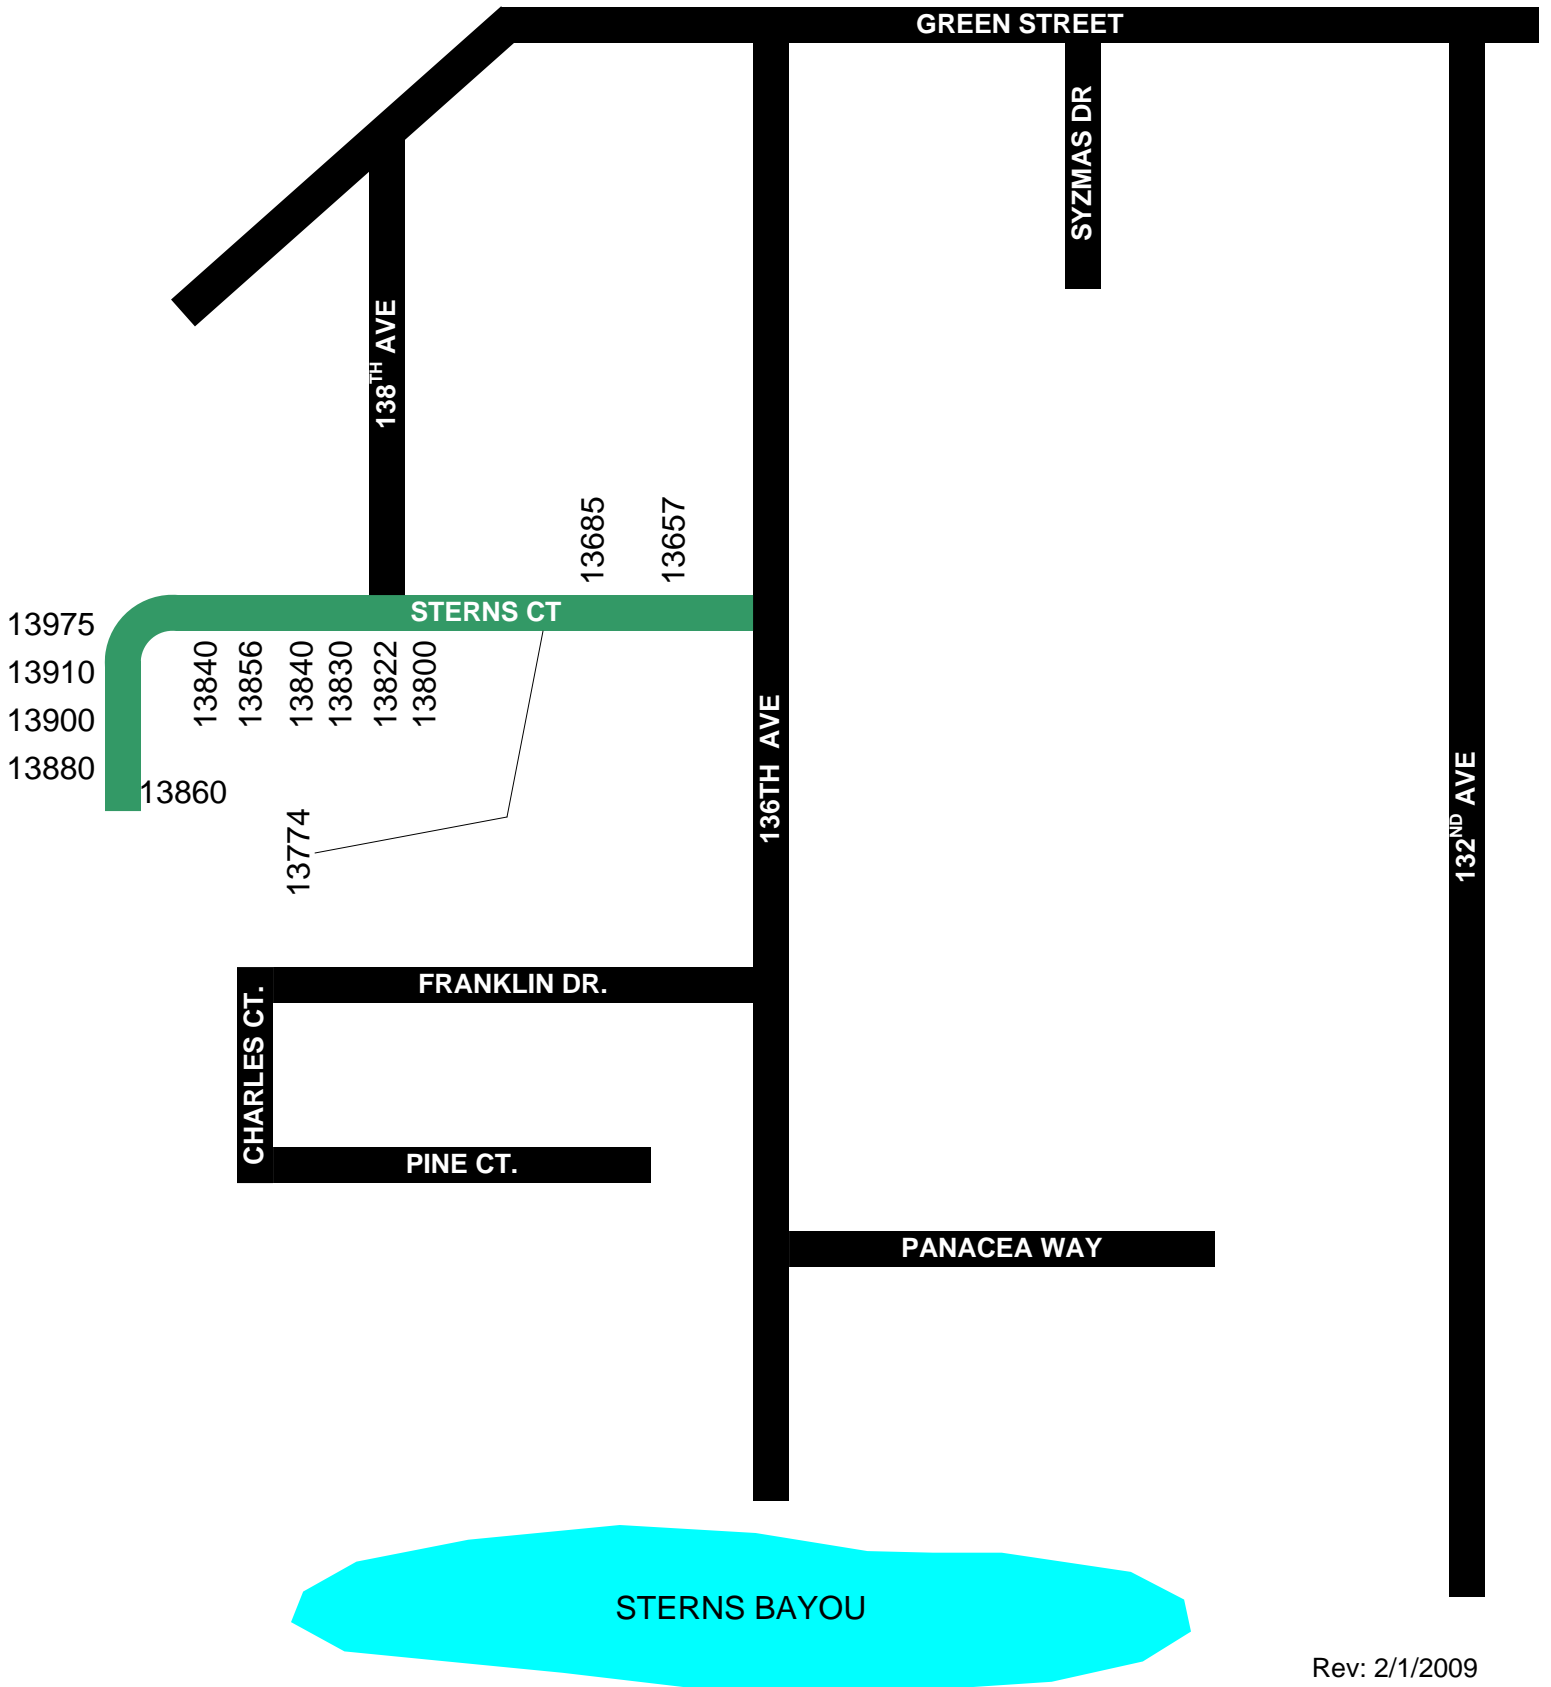 GREEN STREET
SYZMAS DR
138TH AVE
13685
13657
STERNS CT
13975
13910
13900
13880
13840
13856
13840
13830
13822
13800
13860
13774
136TH AVE
132ND AVE
FRANKLIN DR.
CHARLES CT.
PINE CT.
PANACEA WAY
STERNS BAYOU
Rev: 2/1/2009